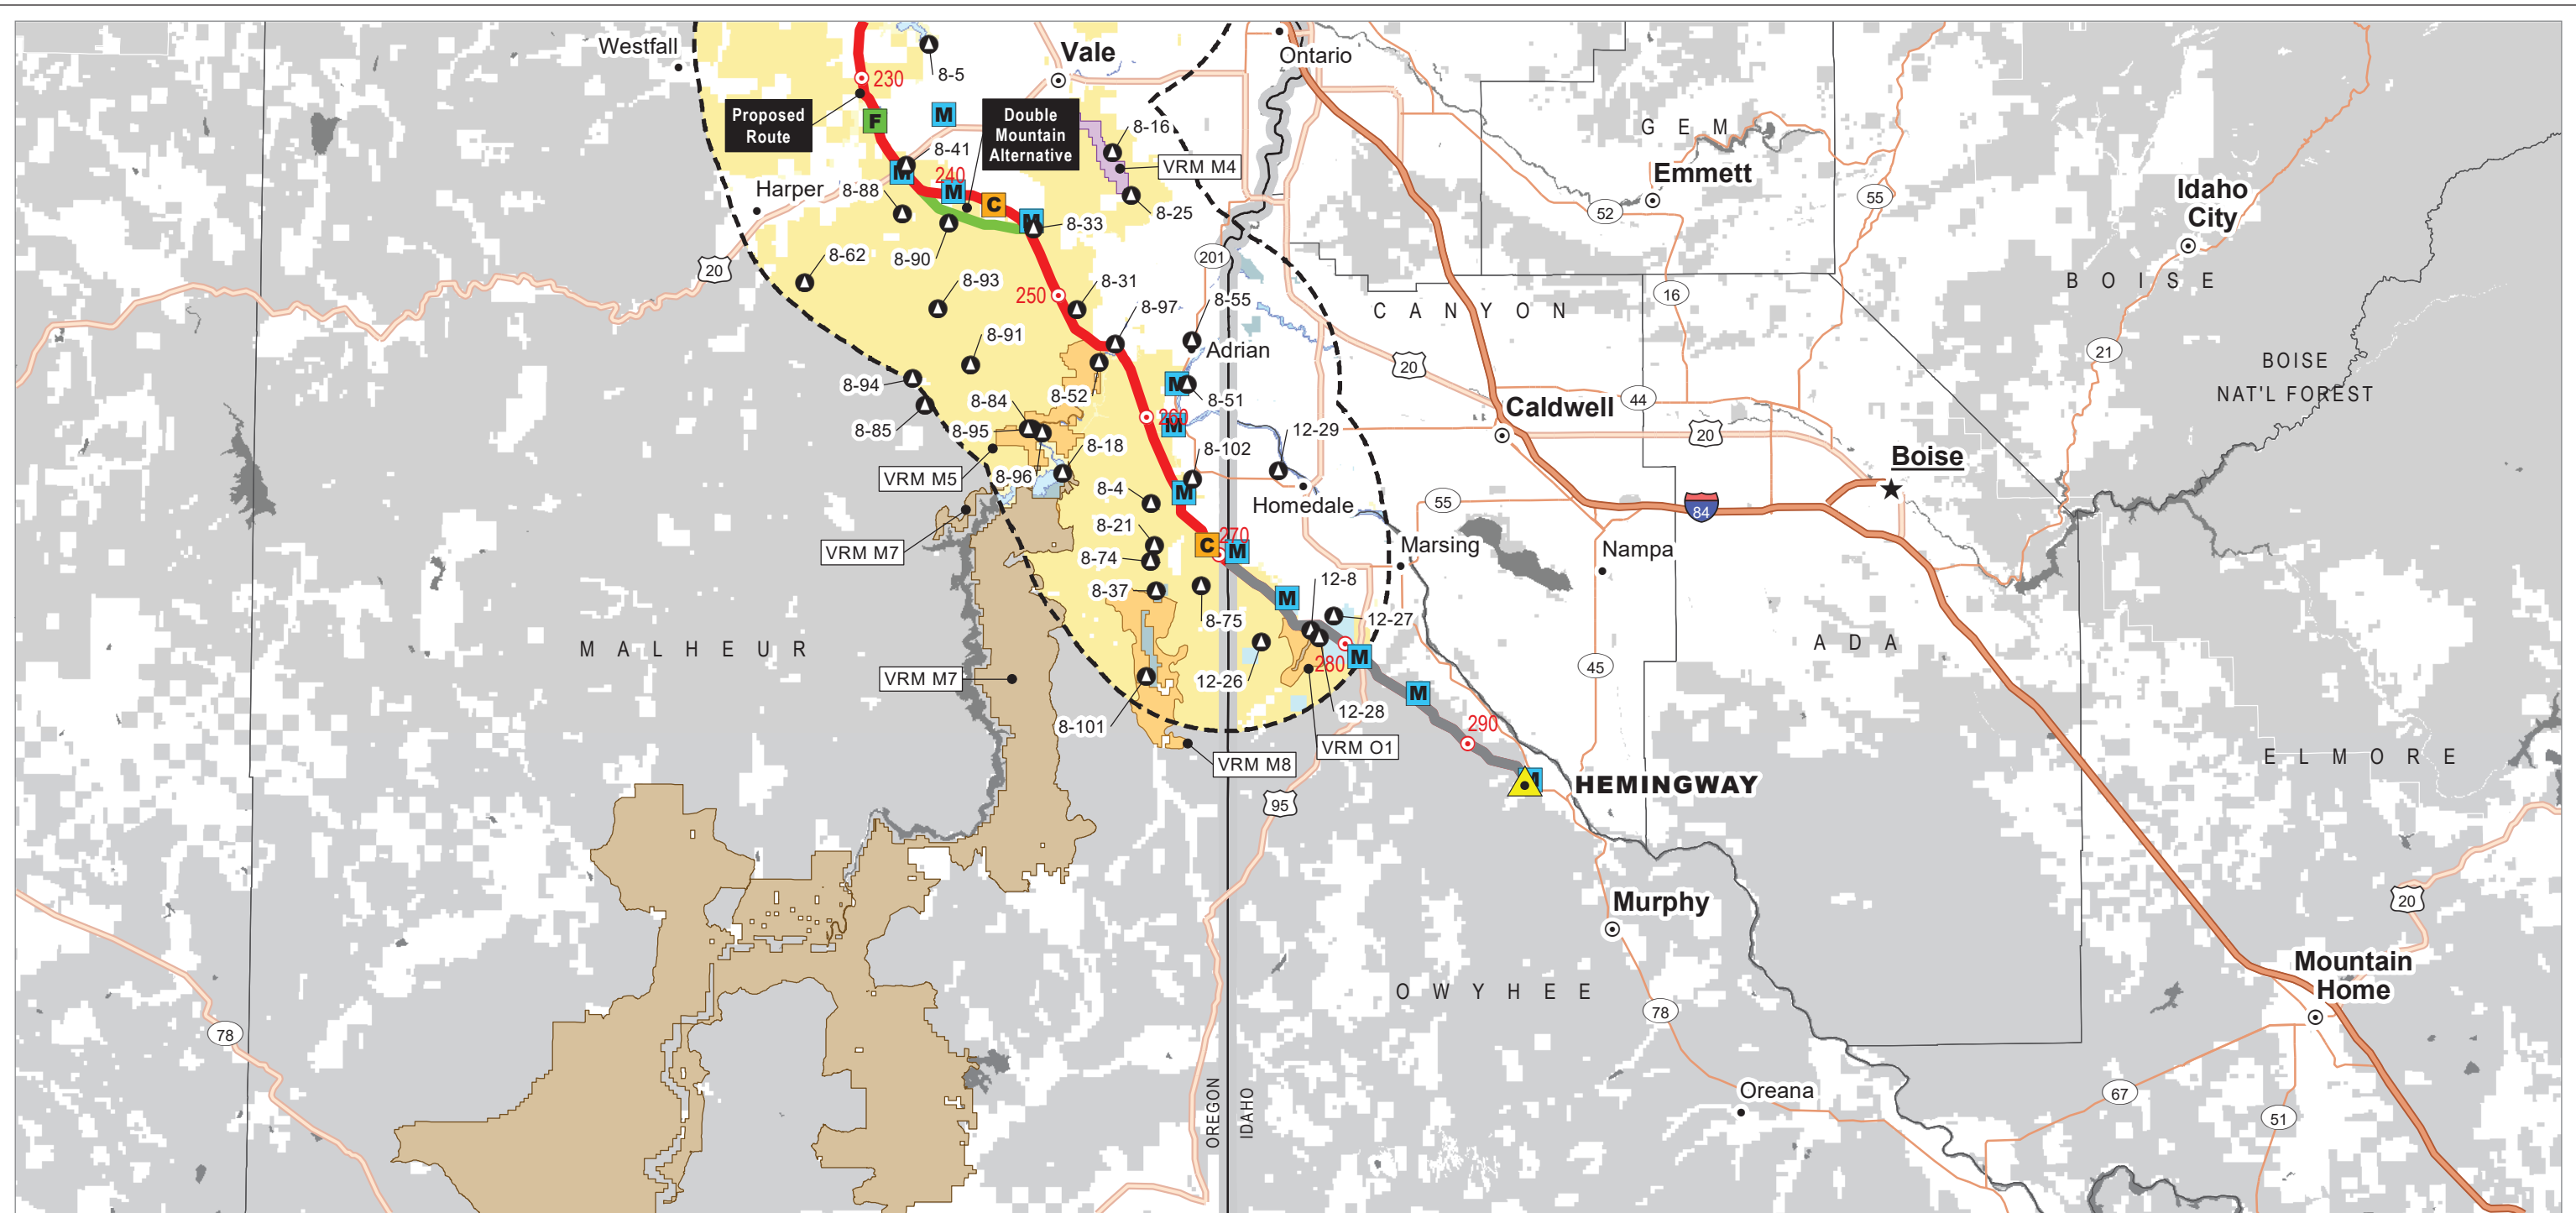 Westfall
Vale
Ontario
230
8-5
Proposed
Route
F
M
Double
Mountain
Alternative
8-16
VRM M4
8-41
M
240
M
C
M
Harper
8-88
8-25
8-33
8-90
20
8-62
8-93
250
8-31
8-97
201
8-55
Adrian
8-91
8-94
8-85
8-84
8-52
M
8-51
8-95
260
M
8-18
8-96
VRM M5
8-102
12-29
8-4
M
Homedale
VRM M7
8-21
8-74
C
270
M
Marsing
8-37
8-75
M
12-8
12-27
VRM M7
12-26
280
M
12-28
8-101
VRM M8
VRM O1
M
290
M
HEMINGWAY
95
MALHEUR
GEM
Emmett
52
55
16
CANYON
20
Caldwell
44
20
Boise
55
84
Nampa
45
ADA
Idaho
City
BOISE
21
BOISE
NAT'L FOREST
ELMORE
Murphy
OWYHEE
78
Oreana
20
Mountain
Home
67
51
78
OREGON
IDAHO